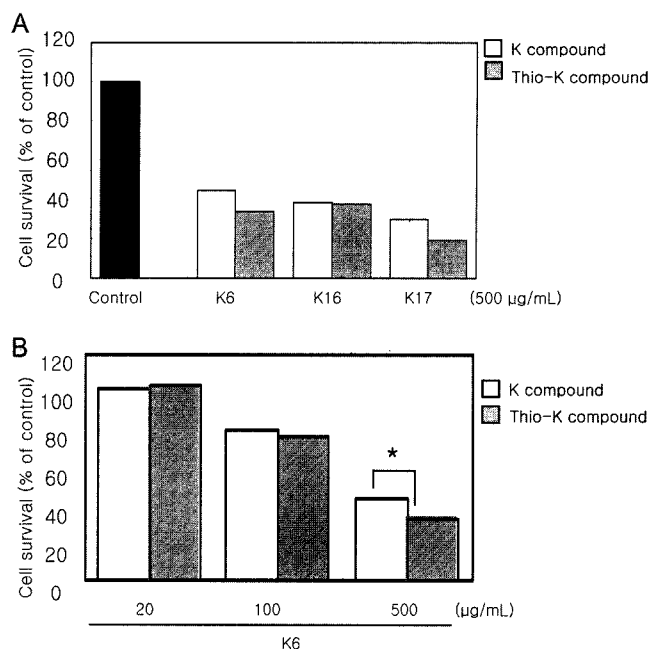 A
Cell survival (% of control)
120
100
80
60
40
20
0
Control K6 K16 K17 (500 μg/mL)
K compound
Thio-K compound
B
Cell survival (% of control)
120
100
80
60
40
20
0
*
20 100 500 (μg/mL)
K6
K compound
Thio-K compound